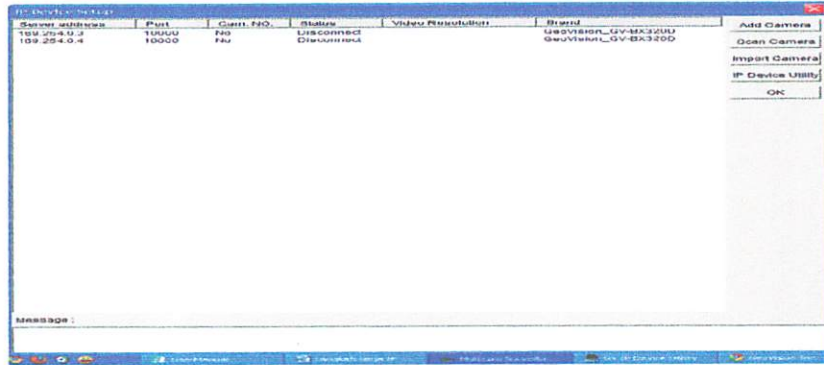 IP Device Setup
Server address Port Cam. NO. Status Video Resolution Brand
169.254.0.3 10000 No Disconnect GeoVision_GV-BX320D
169.254.0.4 10000 No Disconnect GeoVision_GV-BX320D
Add Camera
Scan Camera
Import Camera
IP Device Utility
OK
Message :